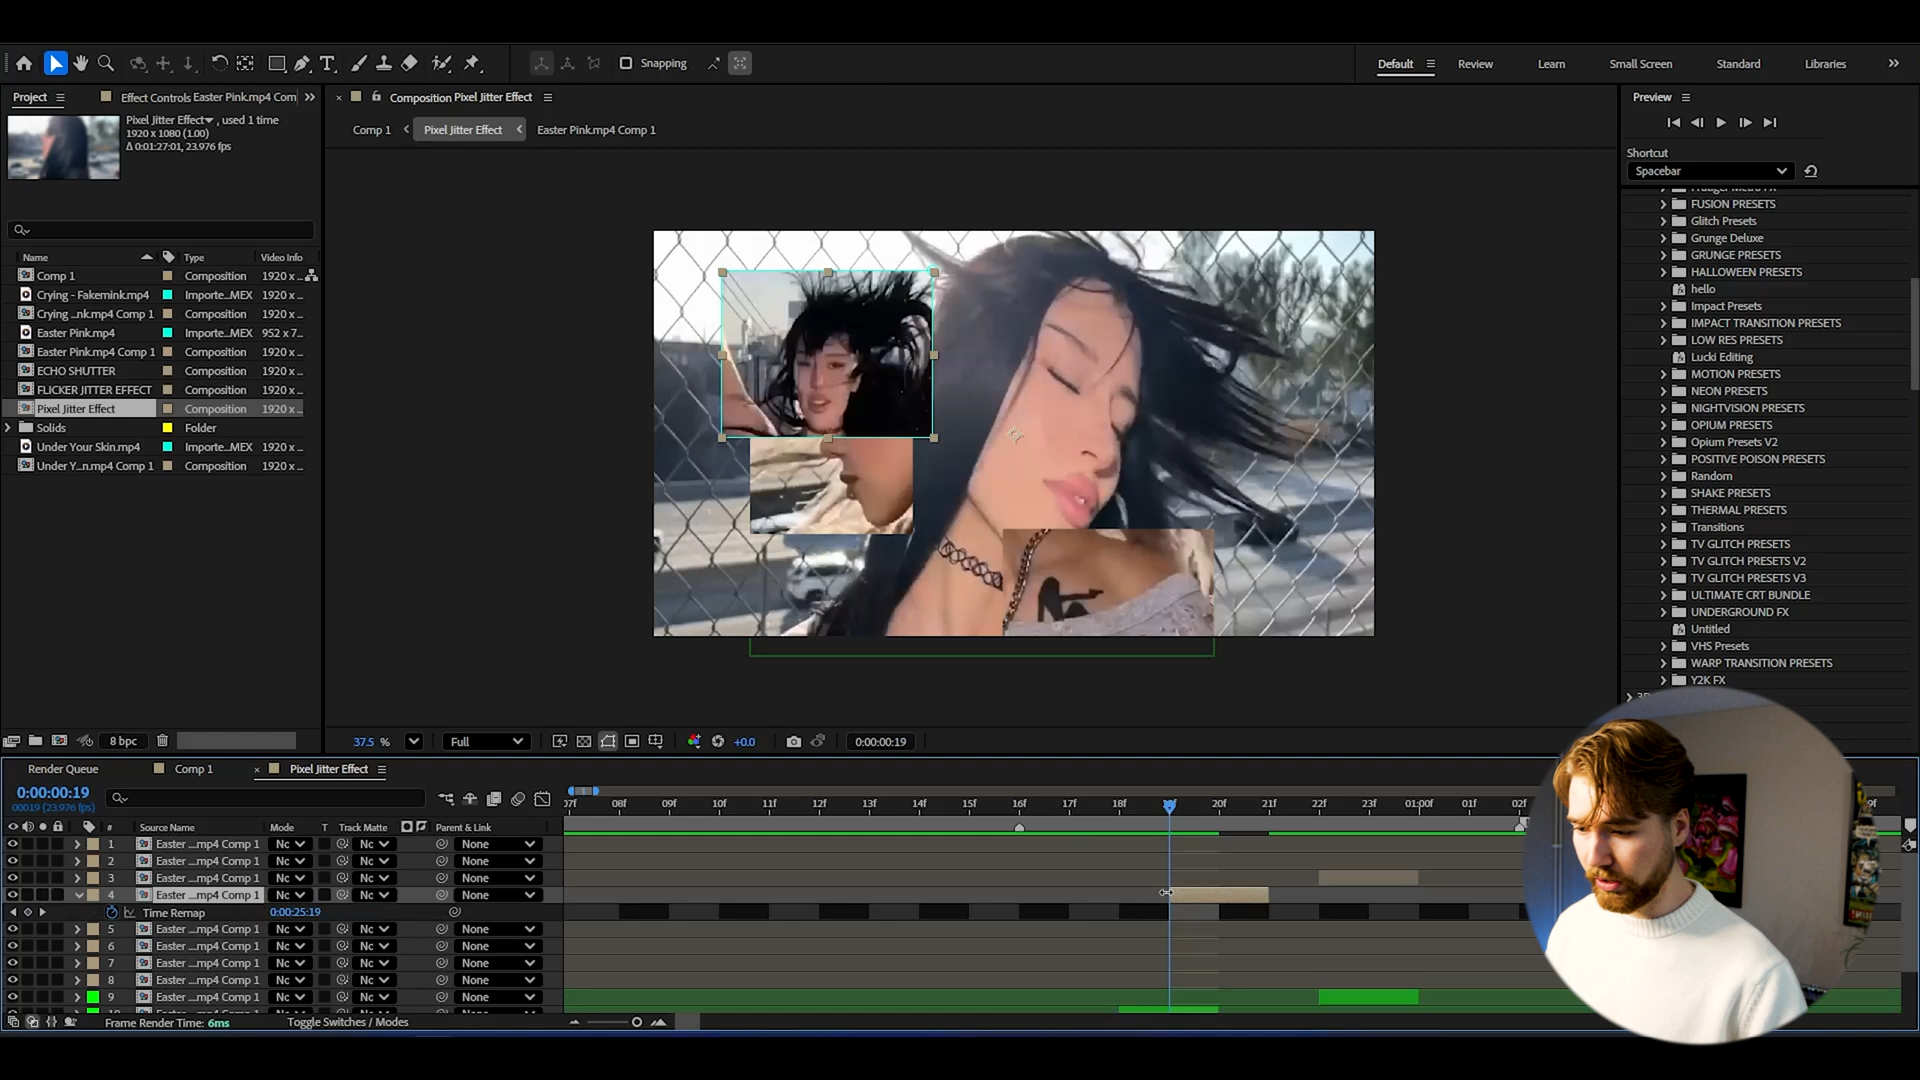 Snapping
Default
Review
Learn
Small Screen
Standard
Libraries
Project
Effect Controls Easter Pink.mp4 Com
Composition Pixel Jitter Effect
Preview
Pixel Jitter Effect, used 1 time
1920 x 1080 (1.00)
Δ 0:01:27:01, 23.976 fps
Comp 1
Pixel Jitter Effect
Easter Pink.mp4 Comp 1
Shortcut
Spacebar
Name
Type
Video Info
Comp 1 Composition 1920 x ...
Crying - Fakemink.mp4 Importe...MEX 1920 x ...
Crying ...nk.mp4 Comp 1 Composition 1920 x ...
Easter Pink.mp4 Importe...MEX 952 x 7...
Easter Pink.mp4 Comp 1 Composition 1920 x ...
ECHO SHUTTER Composition 1920 x ...
FLICKER JITTER EFFECT Composition 1920 x ...
Pixel Jitter Effect Composition 1920 x ...
Solids Folder
Under Your Skin.mp4 Importe...MEX 1920 x ...
Under Y...n.mp4 Comp 1 Composition 1920 x ...
FUSION PRESETS
Glitch Presets
Grunge Deluxe
GRUNGE PRESETS
HALLOWEEN PRESETS
hello
Impact Presets
IMPACT TRANSITION PRESETS
LOW RES PRESETS
Lucki Editing
MOTION PRESETS
NEON PRESETS
NIGHTVISION PRESETS
OPIUM PRESETS
Opium Presets V2
POSITIVE POISON PRESETS
Random
SHAKE PRESETS
THERMAL PRESETS
Transitions
TV GLITCH PRESETS
TV GLITCH PRESETS V2
TV GLITCH PRESETS V3
ULTIMATE CRT BUNDLE
UNDERGROUND FX
Untitled
VHS Presets
WARP TRANSITION PRESETS
Y2K FX
8 bpc
37.5 %
Full
+0.0
0:00:00:19
Render Queue
Comp 1
Pixel Jitter Effect
0:00:00:19
00019 (23.976 fps)
07f 08f 09f 10f 11f 12f 13f 14f 15f 16f 17f 18f 20f 21f 22f 23f 01:00f 01f 02f
# Source Name Mode T Track Matte Parent & Link
1 Easter ...mp4 Comp 1 Nc Nc None
2 Easter ...mp4 Comp 1 Nc Nc None
3 Easter ...mp4 Comp 1 Nc Nc None
4 Easter ...mp4 Comp 1 Nc Nc None
Time Remap 0:00:25:19
5 Easter ...mp4 Comp 1 Nc Nc None
6 Easter ...mp4 Comp 1 Nc Nc None
7 Easter ...mp4 Comp 1 Nc Nc None
8 Easter ...mp4 Comp 1 Nc Nc None
9 Easter ...mp4 Comp 1 Nc Nc None
Frame Render Time: 6ms
Toggle Switches / Modes